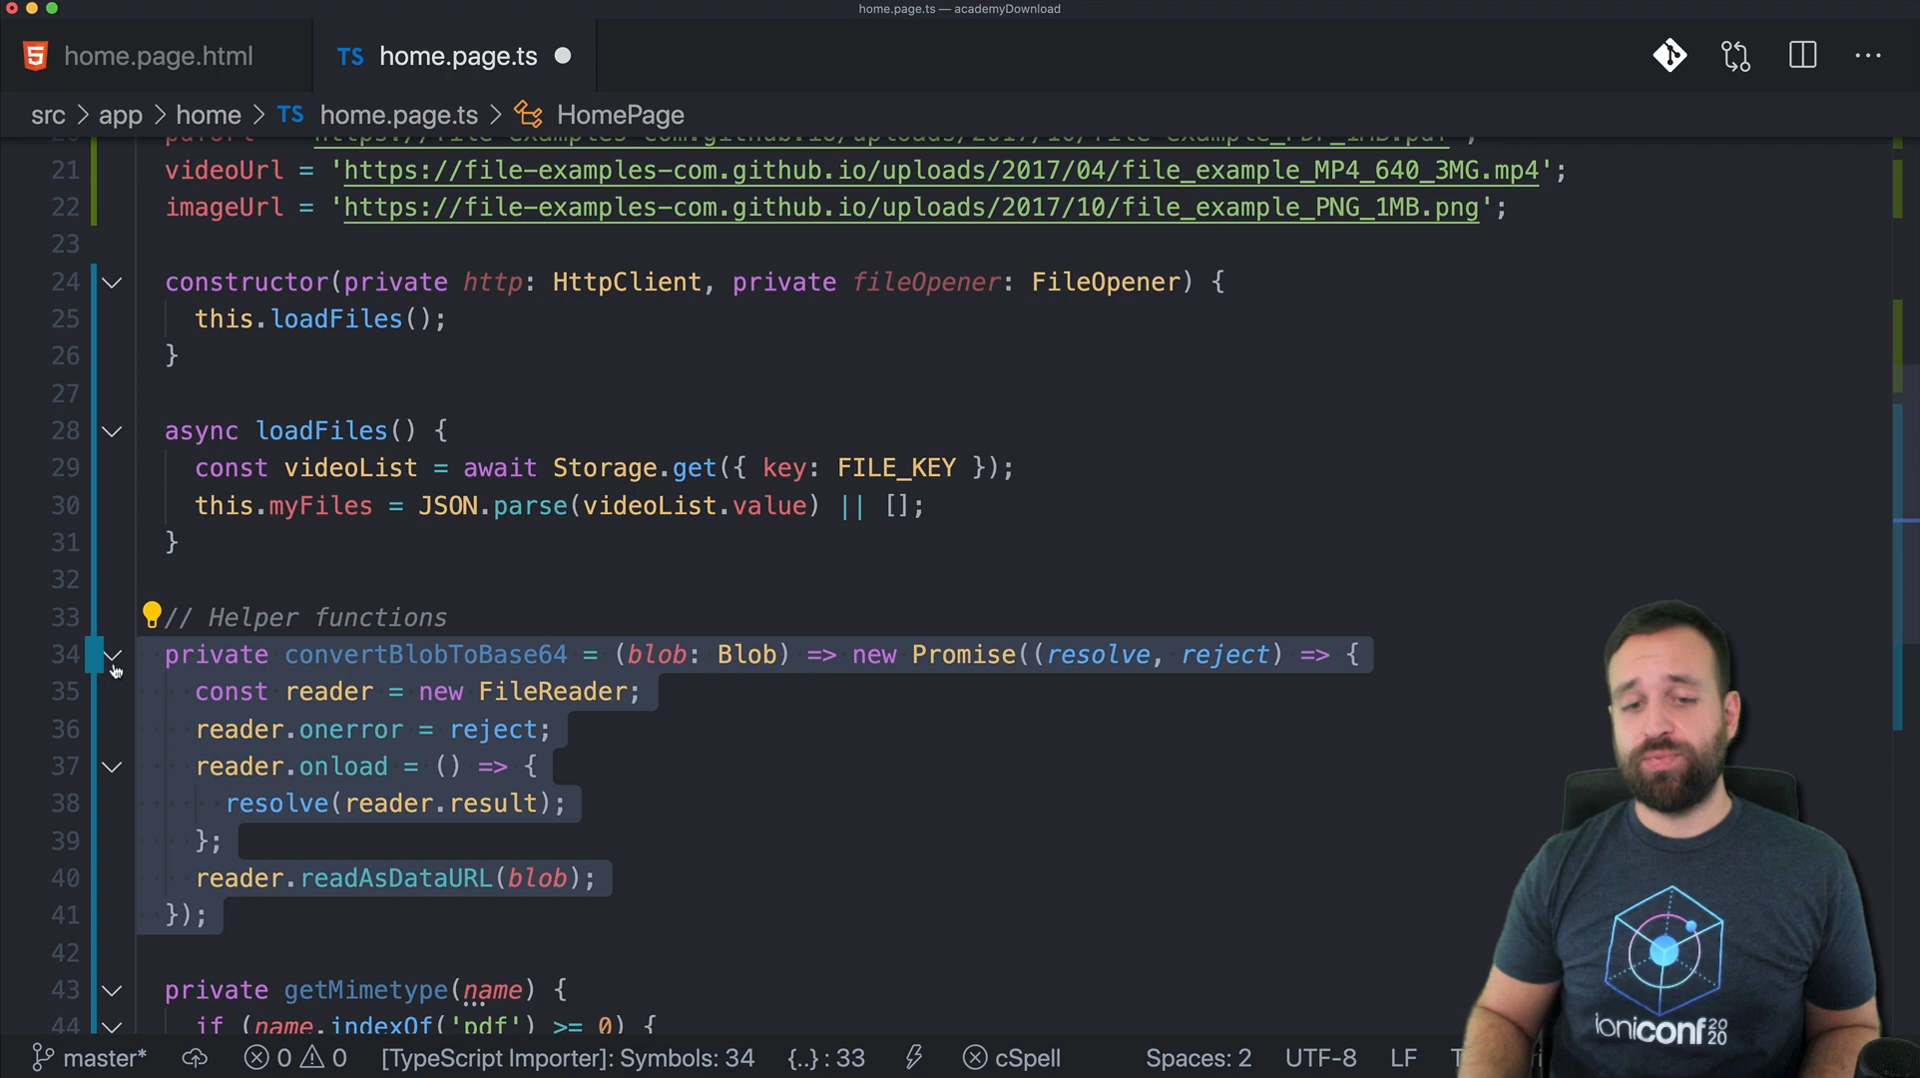 home.page.ts — academyDownload
home.page.html
TS home.page.ts
src > app > home > TS home.page.ts > HomePage
21 videoUrl = 'https://file-examples-com.github.io/uploads/2017/04/file_example_MP4_640_3MG.mp4';
22 imageUrl = 'https://file-examples-com.github.io/uploads/2017/10/file_example_PNG_1MB.png';
23
24 constructor(private http: HttpClient, private fileOpener: FileOpener) {
25 this.loadFiles();
26 }
27
28 async loadFiles() {
29 const videoList = await Storage.get({ key: FILE_KEY });
30 this.myFiles = JSON.parse(videoList.value) || [];
31 }
32
33 // Helper functions
34 private convertBlobToBase64 = (blob: Blob) => new Promise((resolve, reject) => {
35 const reader = new FileReader;
36 reader.onerror = reject;
37 reader.onload = () => {
38 resolve(reader.result);
39 };
40 reader.readAsDataURL(blob);
41 });
42
43 private getMimetype(name) {
44 if (name.indexOf('pdf') >= 0) {
master* 0 0 [TypeScript Importer]: Symbols: 34 {..} : 33 cSpell Spaces: 2 UTF-8 LF
ioniconf 20 20